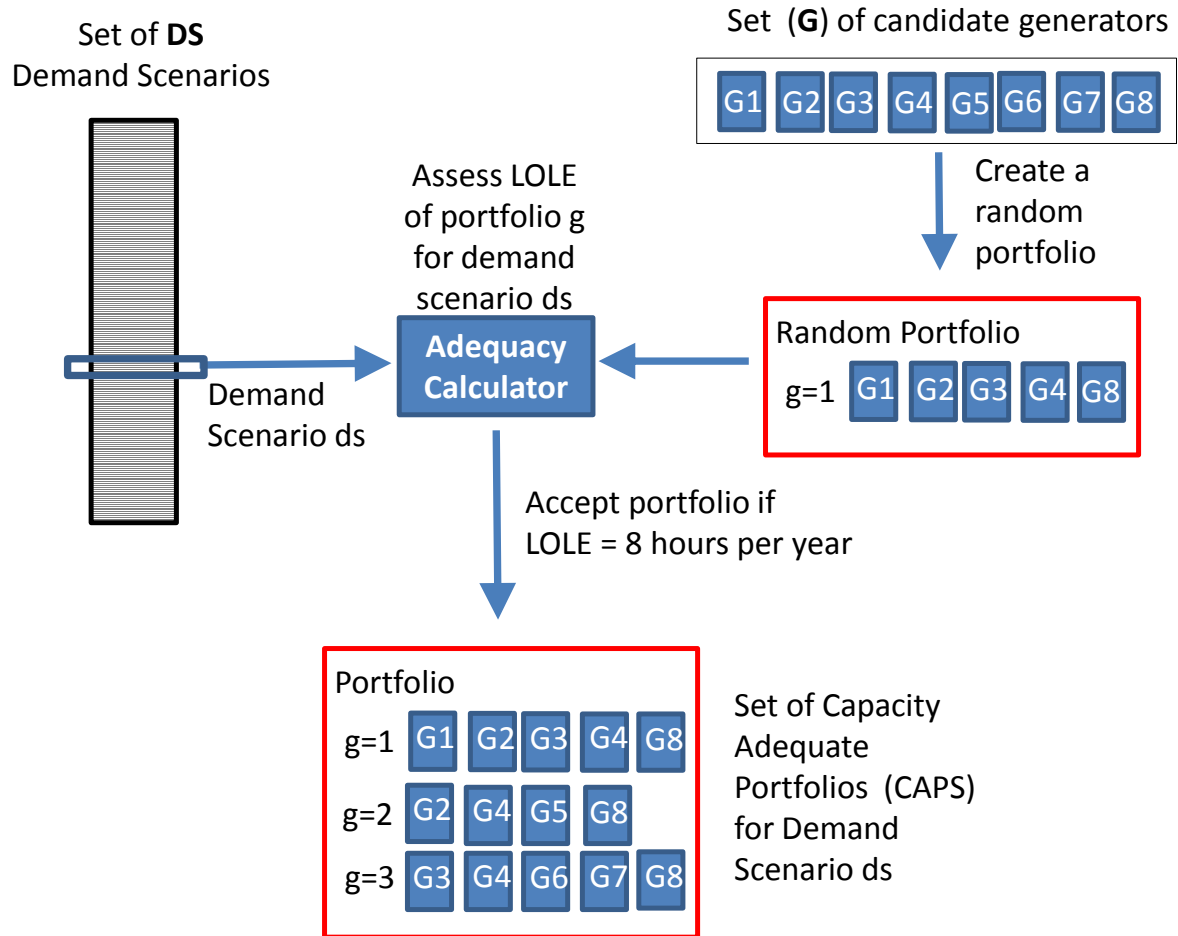 Set of DS
Demand Scenarios
Set (G) of candidate generators
G1 G2 G3 G4 G5 G6 G7 G8
Create a
random
portfolio
Assess LOLE
of portfolio g
for demand
scenario ds
Adequacy
Calculator
Demand
Scenario ds
Random Portfolio
g=1 G1 G2 G3 G4 G8
Accept portfolio if
LOLE = 8 hours per year
Portfolio
g=1 G1 G2 G3 G4 G8
g=2 G2 G4 G5 G8
g=3 G3 G4 G6 G7 G8
Set of Capacity
Adequate
Portfolios (CAPS)
for Demand
Scenario ds